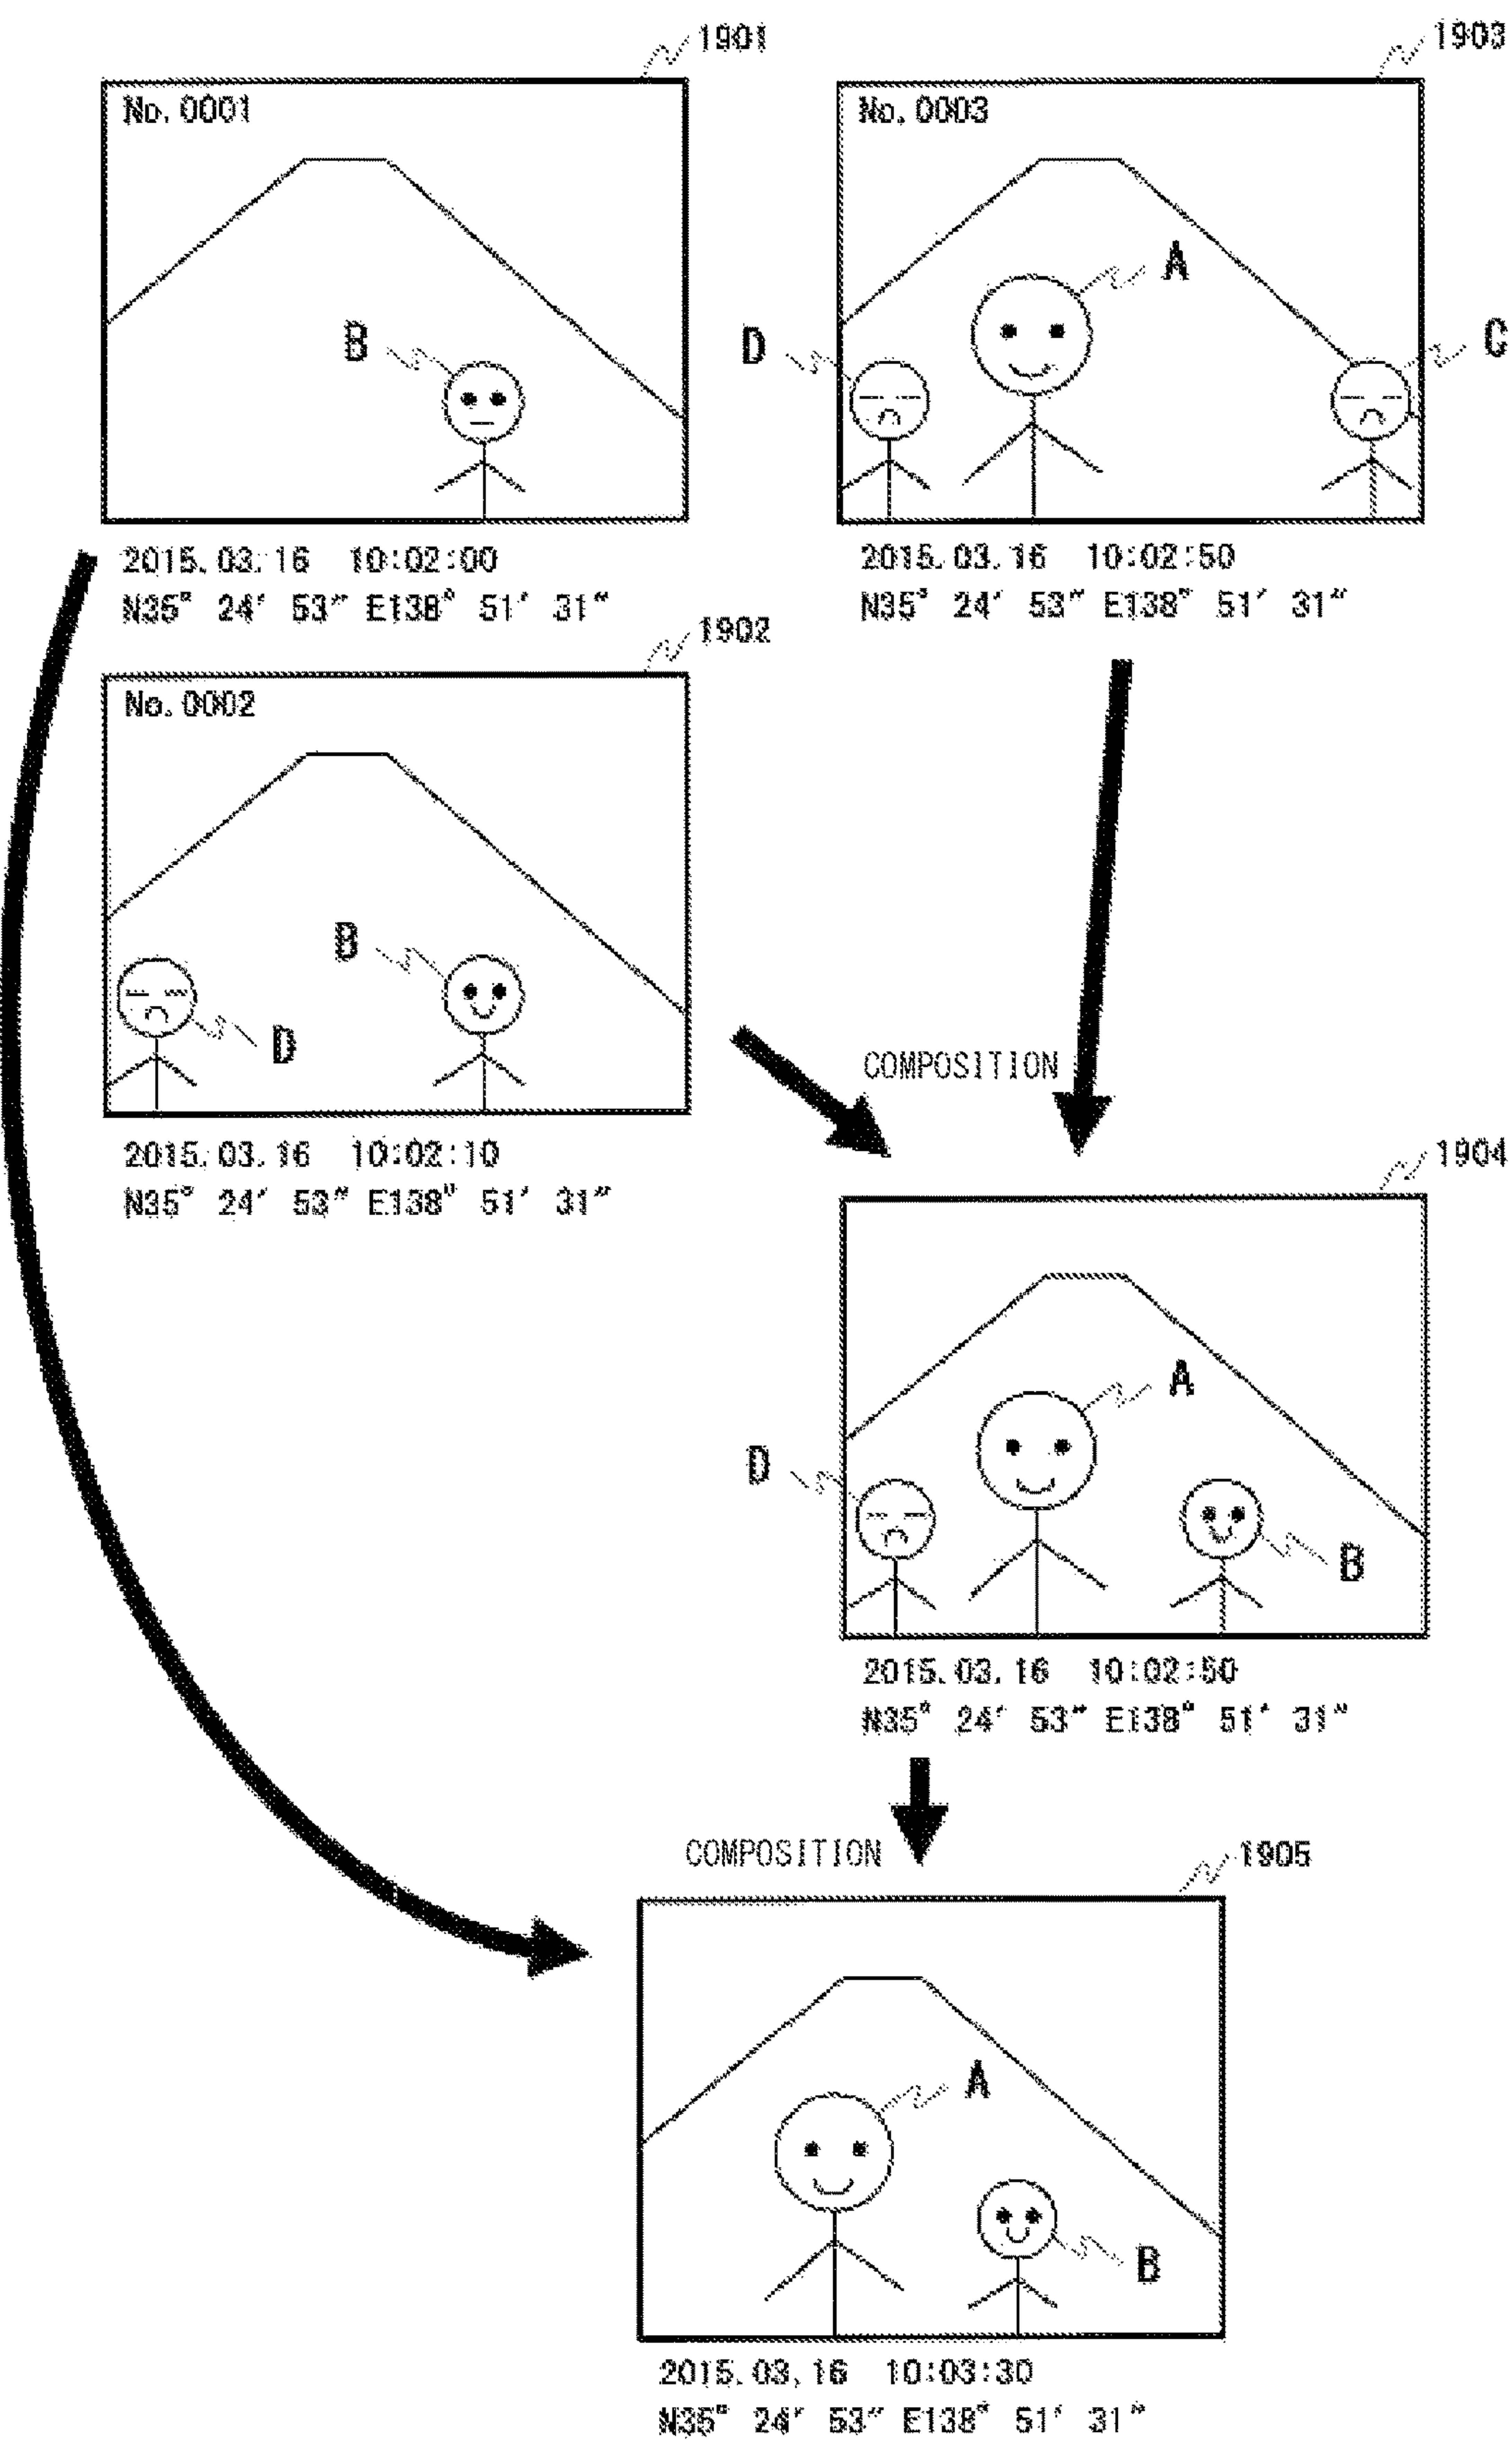 1901
No.0001
B
2015.03.16 10:02:00
N35° 24′ 53″ E138° 51′ 31″
1903
No.0003
A
D
C
2015.03.16 10:02:50
N35° 24′ 53″ E138° 51′ 31″
1902
No.0002
B
D
2015.03.16 10:02:10
N35° 24′ 53″ E138° 51′ 31″
COMPOSITION
1904
A
D
B
2015.03.16 10:02:50
N35° 24′ 53″ E138° 51′ 31″
COMPOSITION
1905
A
B
2015.03.16 10:03:30
N35° 24′ 53″ E138° 51′ 31″